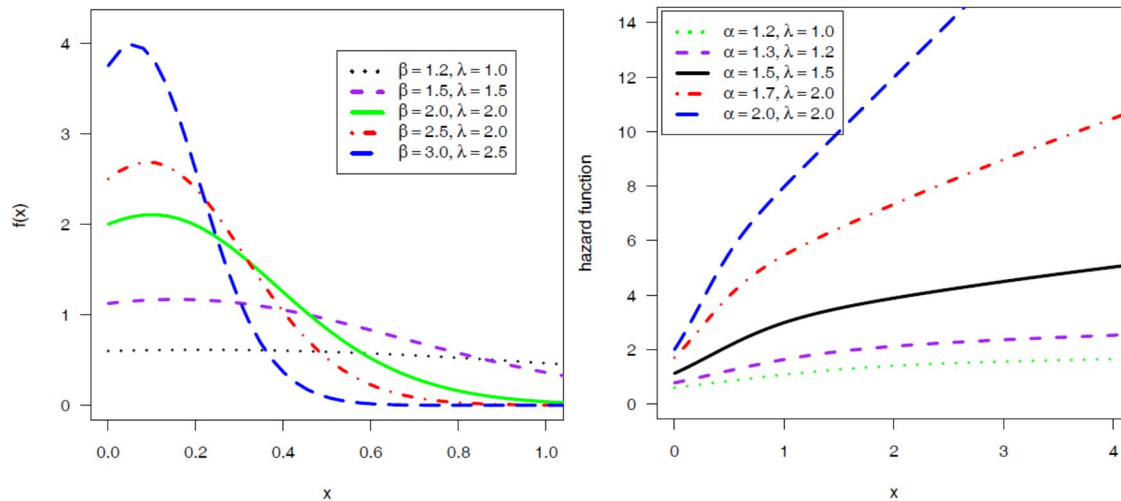 f(x)
4
3
2
1
0
0.0 0.2 0.4 0.6 0.8 1.0
x
β = 1.2, λ = 1.0
β = 1.5, λ = 1.5
β = 2.0, λ = 2.0
β = 2.5, λ = 2.0
β = 3.0, λ = 2.5
hazard function
14
12
10
8
6
4
2
0
0 1 2 3 4
x
α = 1.2, λ = 1.0
α = 1.3, λ = 1.2
α = 1.5, λ = 1.5
α = 1.7, λ = 2.0
α = 2.0, λ = 2.0